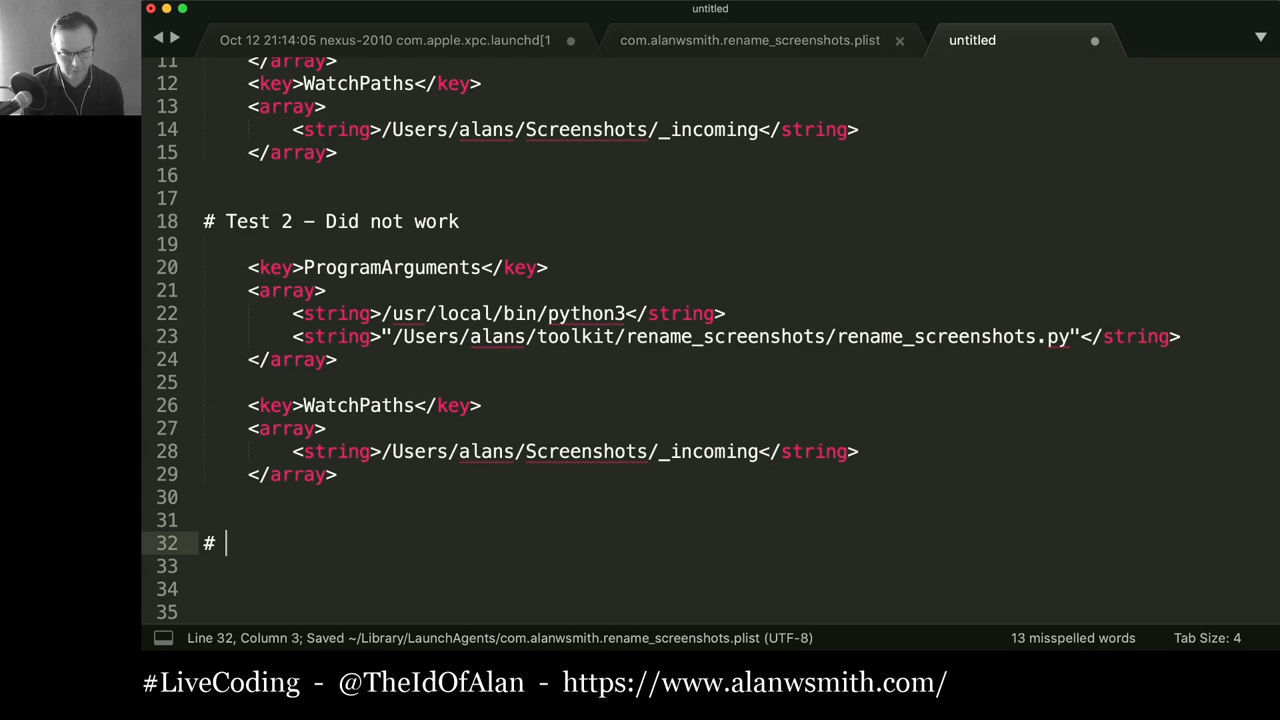 untitled
Oct 12 21:14:05 nexus-2010 com.apple.xpc.launchd[1
com.alanwsmith.rename_screenshots.plist
untitled
11 </array>
12 <key>WatchPaths</key>
13 <array>
14 <string>/Users/alans/Screenshots/_incoming</string>
15 </array>
16
17
18 # Test 2 - Did not work
19
20 <key>ProgramArguments</key>
21 <array>
22 <string>/usr/local/bin/python3</string>
23 <string>"/Users/alans/toolkit/rename_screenshots/rename_screenshots.py"</string>
24 </array>
25
26 <key>WatchPaths</key>
27 <array>
28 <string>/Users/alans/Screenshots/_incoming</string>
29 </array>
30
31
32 #
33
34
35
Line 32, Column 3; Saved ~/Library/LaunchAgents/com.alanwsmith.rename_screenshots.plist (UTF-8)
13 misspelled words
Tab Size: 4
#LiveCoding - @TheIdOfAlan - https://www.alanwsmith.com/